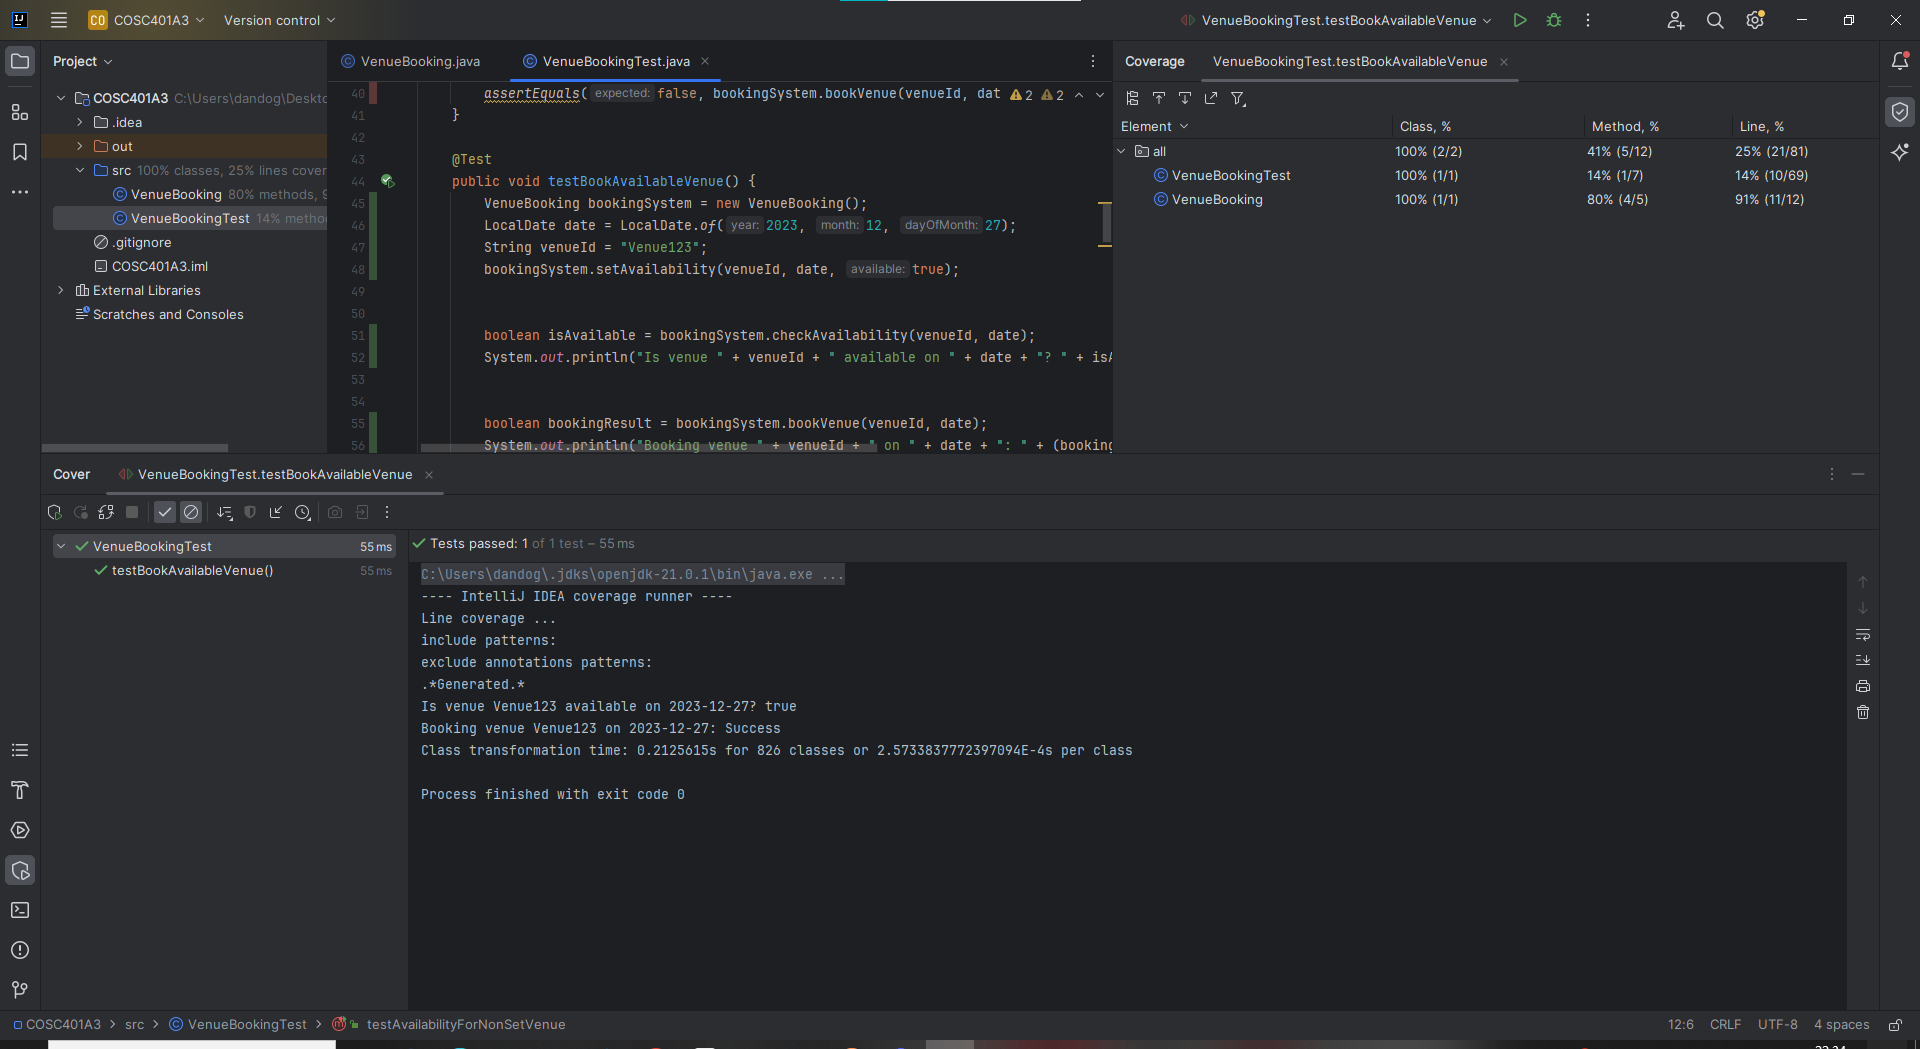 CO COSC401A3 Version control VenueBookingTest.testBookAvailableVenue
Project
COSC401A3 C:\Users\dandog\Deskto
.idea
out
src 100% classes, 25% lines cover
VenueBooking 80% methods, 9
VenueBookingTest 14% metho
.gitignore
COSC401A3.iml
External Libraries
Scratches and Consoles
VenueBooking.java VenueBookingTest.java
40 assertEquals( expected: false, bookingSystem.bookVenue(venueId, dat 2 2
41 }
42
43 @Test
44 public void testBookAvailableVenue() {
45 VenueBooking bookingSystem = new VenueBooking();
46 LocalDate date = LocalDate.of( year: 2023, month: 12, dayOfMonth: 27);
47 String venueId = "Venue123";
48 bookingSystem.setAvailability(venueId, date, available: true);
49
50
51 boolean isAvailable = bookingSystem.checkAvailability(venueId, date);
52 System.out.println("Is venue " + venueId + " available on " + date + "? " + isA
53
54
55 boolean bookingResult = bookingSystem.bookVenue(venueId, date);
56 System.out.println("Booking venue " + venueId + " on " + date + ": " + (booking
Coverage VenueBookingTest.testBookAvailableVenue
Element Class, % Method, % Line, %
all 100% (2/2) 41% (5/12) 25% (21/81)
VenueBookingTest 100% (1/1) 14% (1/7) 14% (10/69)
VenueBooking 100% (1/1) 80% (4/5) 91% (11/12)
Cover VenueBookingTest.testBookAvailableVenue
VenueBookingTest 55 ms
testBookAvailableVenue() 55 ms
Tests passed: 1 of 1 test – 55 ms
C:\Users\dandog\.jdks\openjdk-21.0.1\bin\java.exe ...
---- IntelliJ IDEA coverage runner ----
Line coverage ...
include patterns:
exclude annotations patterns:
.*Generated.*
Is venue Venue123 available on 2023-12-27? true
Booking venue Venue123 on 2023-12-27: Success
Class transformation time: 0.2125615s for 826 classes or 2.5733837772397094E-4s per class
Process finished with exit code 0
COSC401A3 src VenueBookingTest testAvailabilityForNonSetVenue 12:6 CRLF UTF-8 4 spaces